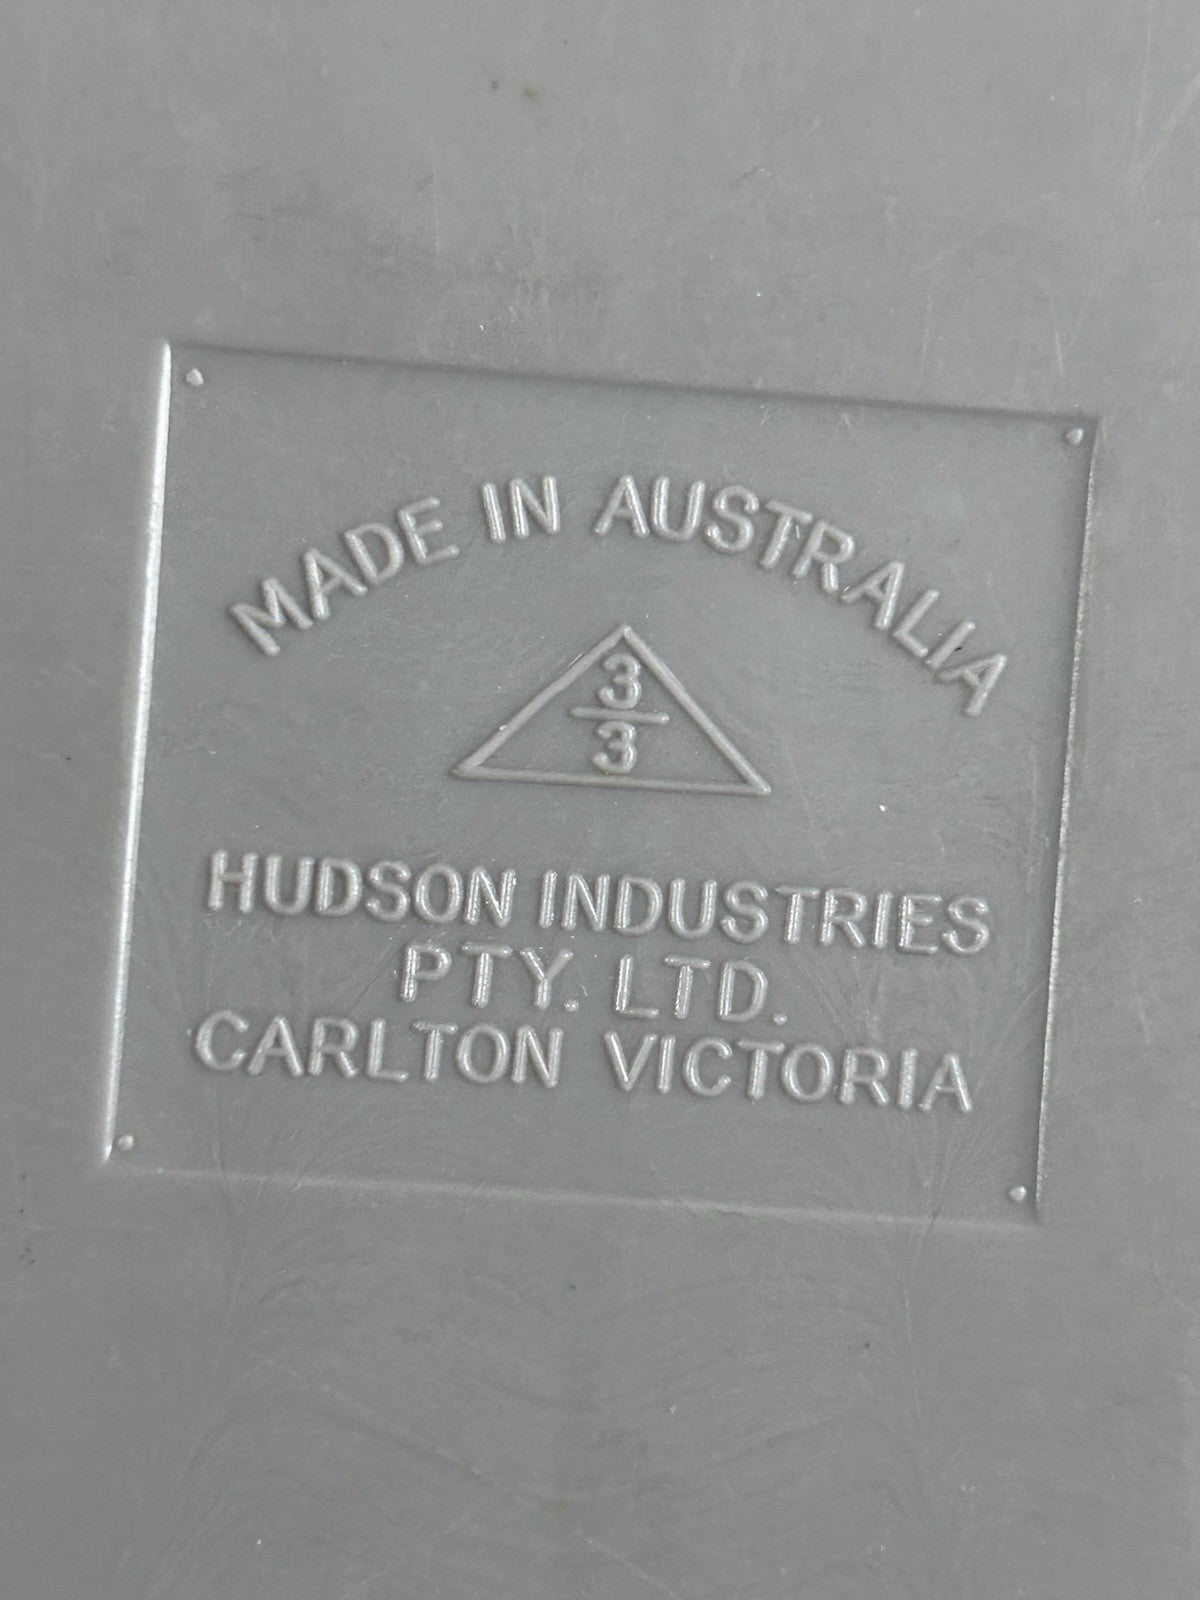 MADE IN AUSTRALIA
3
3
HUDSON INDUSTRIES
PTY. LTD.
CARLTON VICTORIA